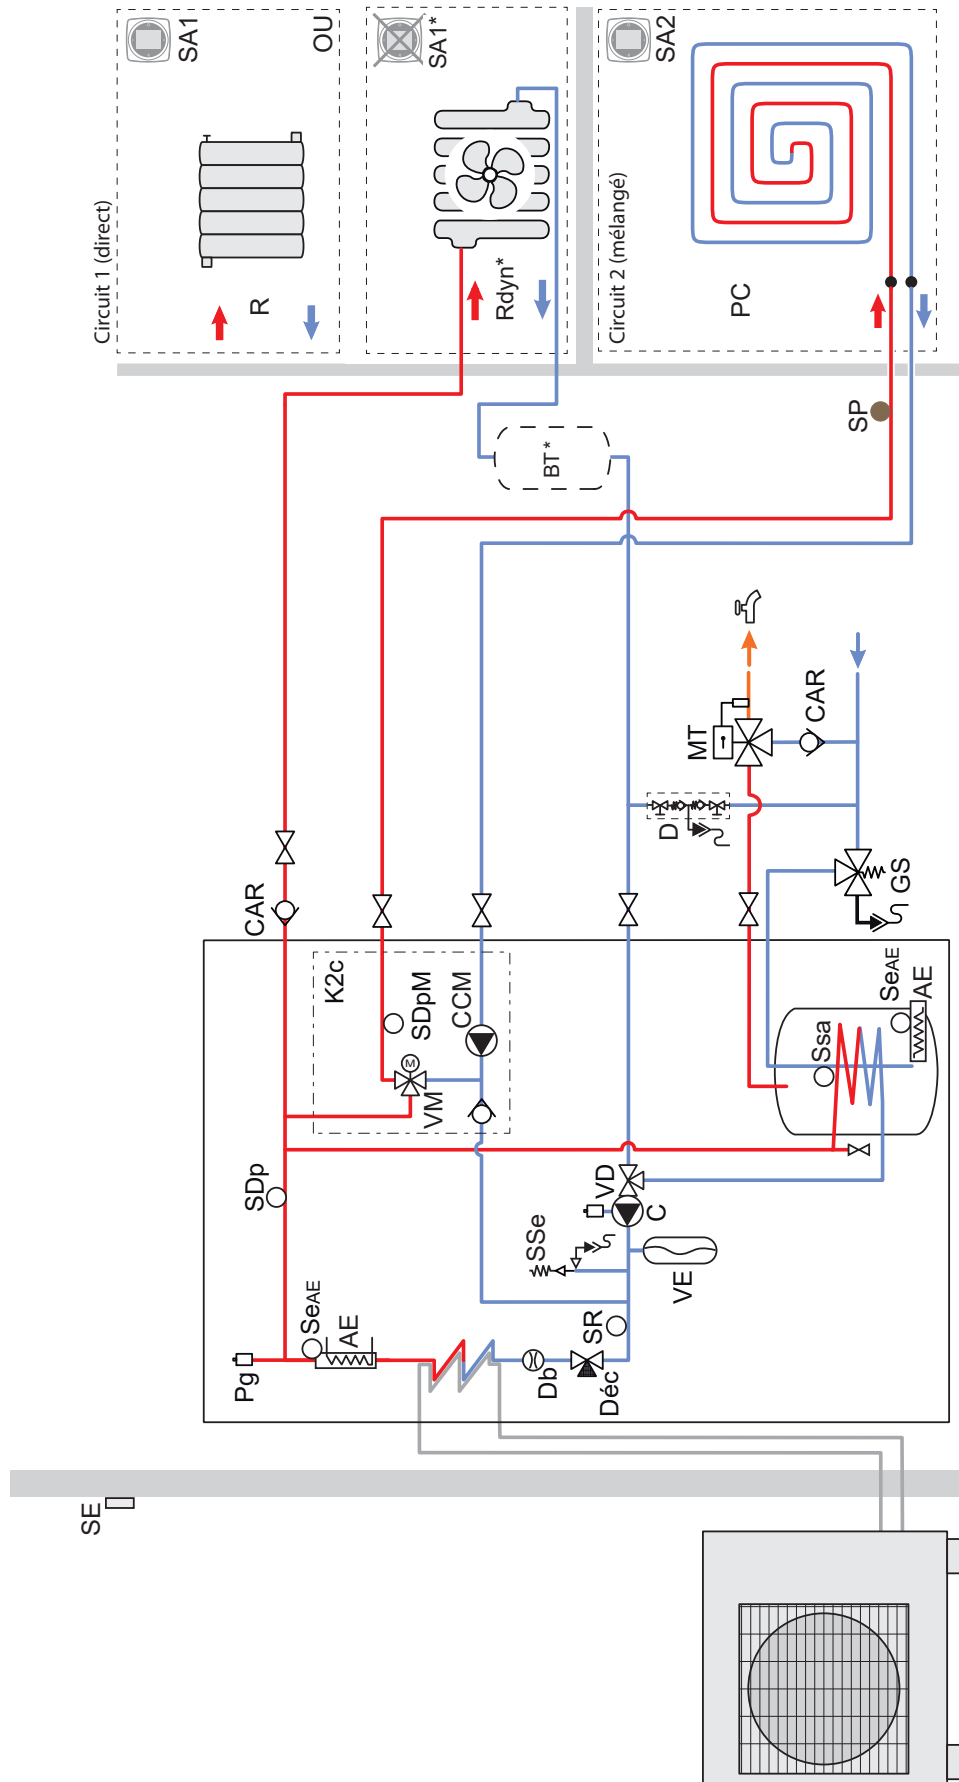 Circuit 1 (direct)
SA1
OU
R
SA1*
Rdyn*
Circuit 2 (mélangé)
SA2
PC
BT*
SP
MT
CAR
D
GS
CAR
K2c
SDpM
CCM
M
VM
SeAE
AE
Ssa
SDp
VD
C
SSe
VE
SeAE
AE
SR
Pg
Db
Déc
SE